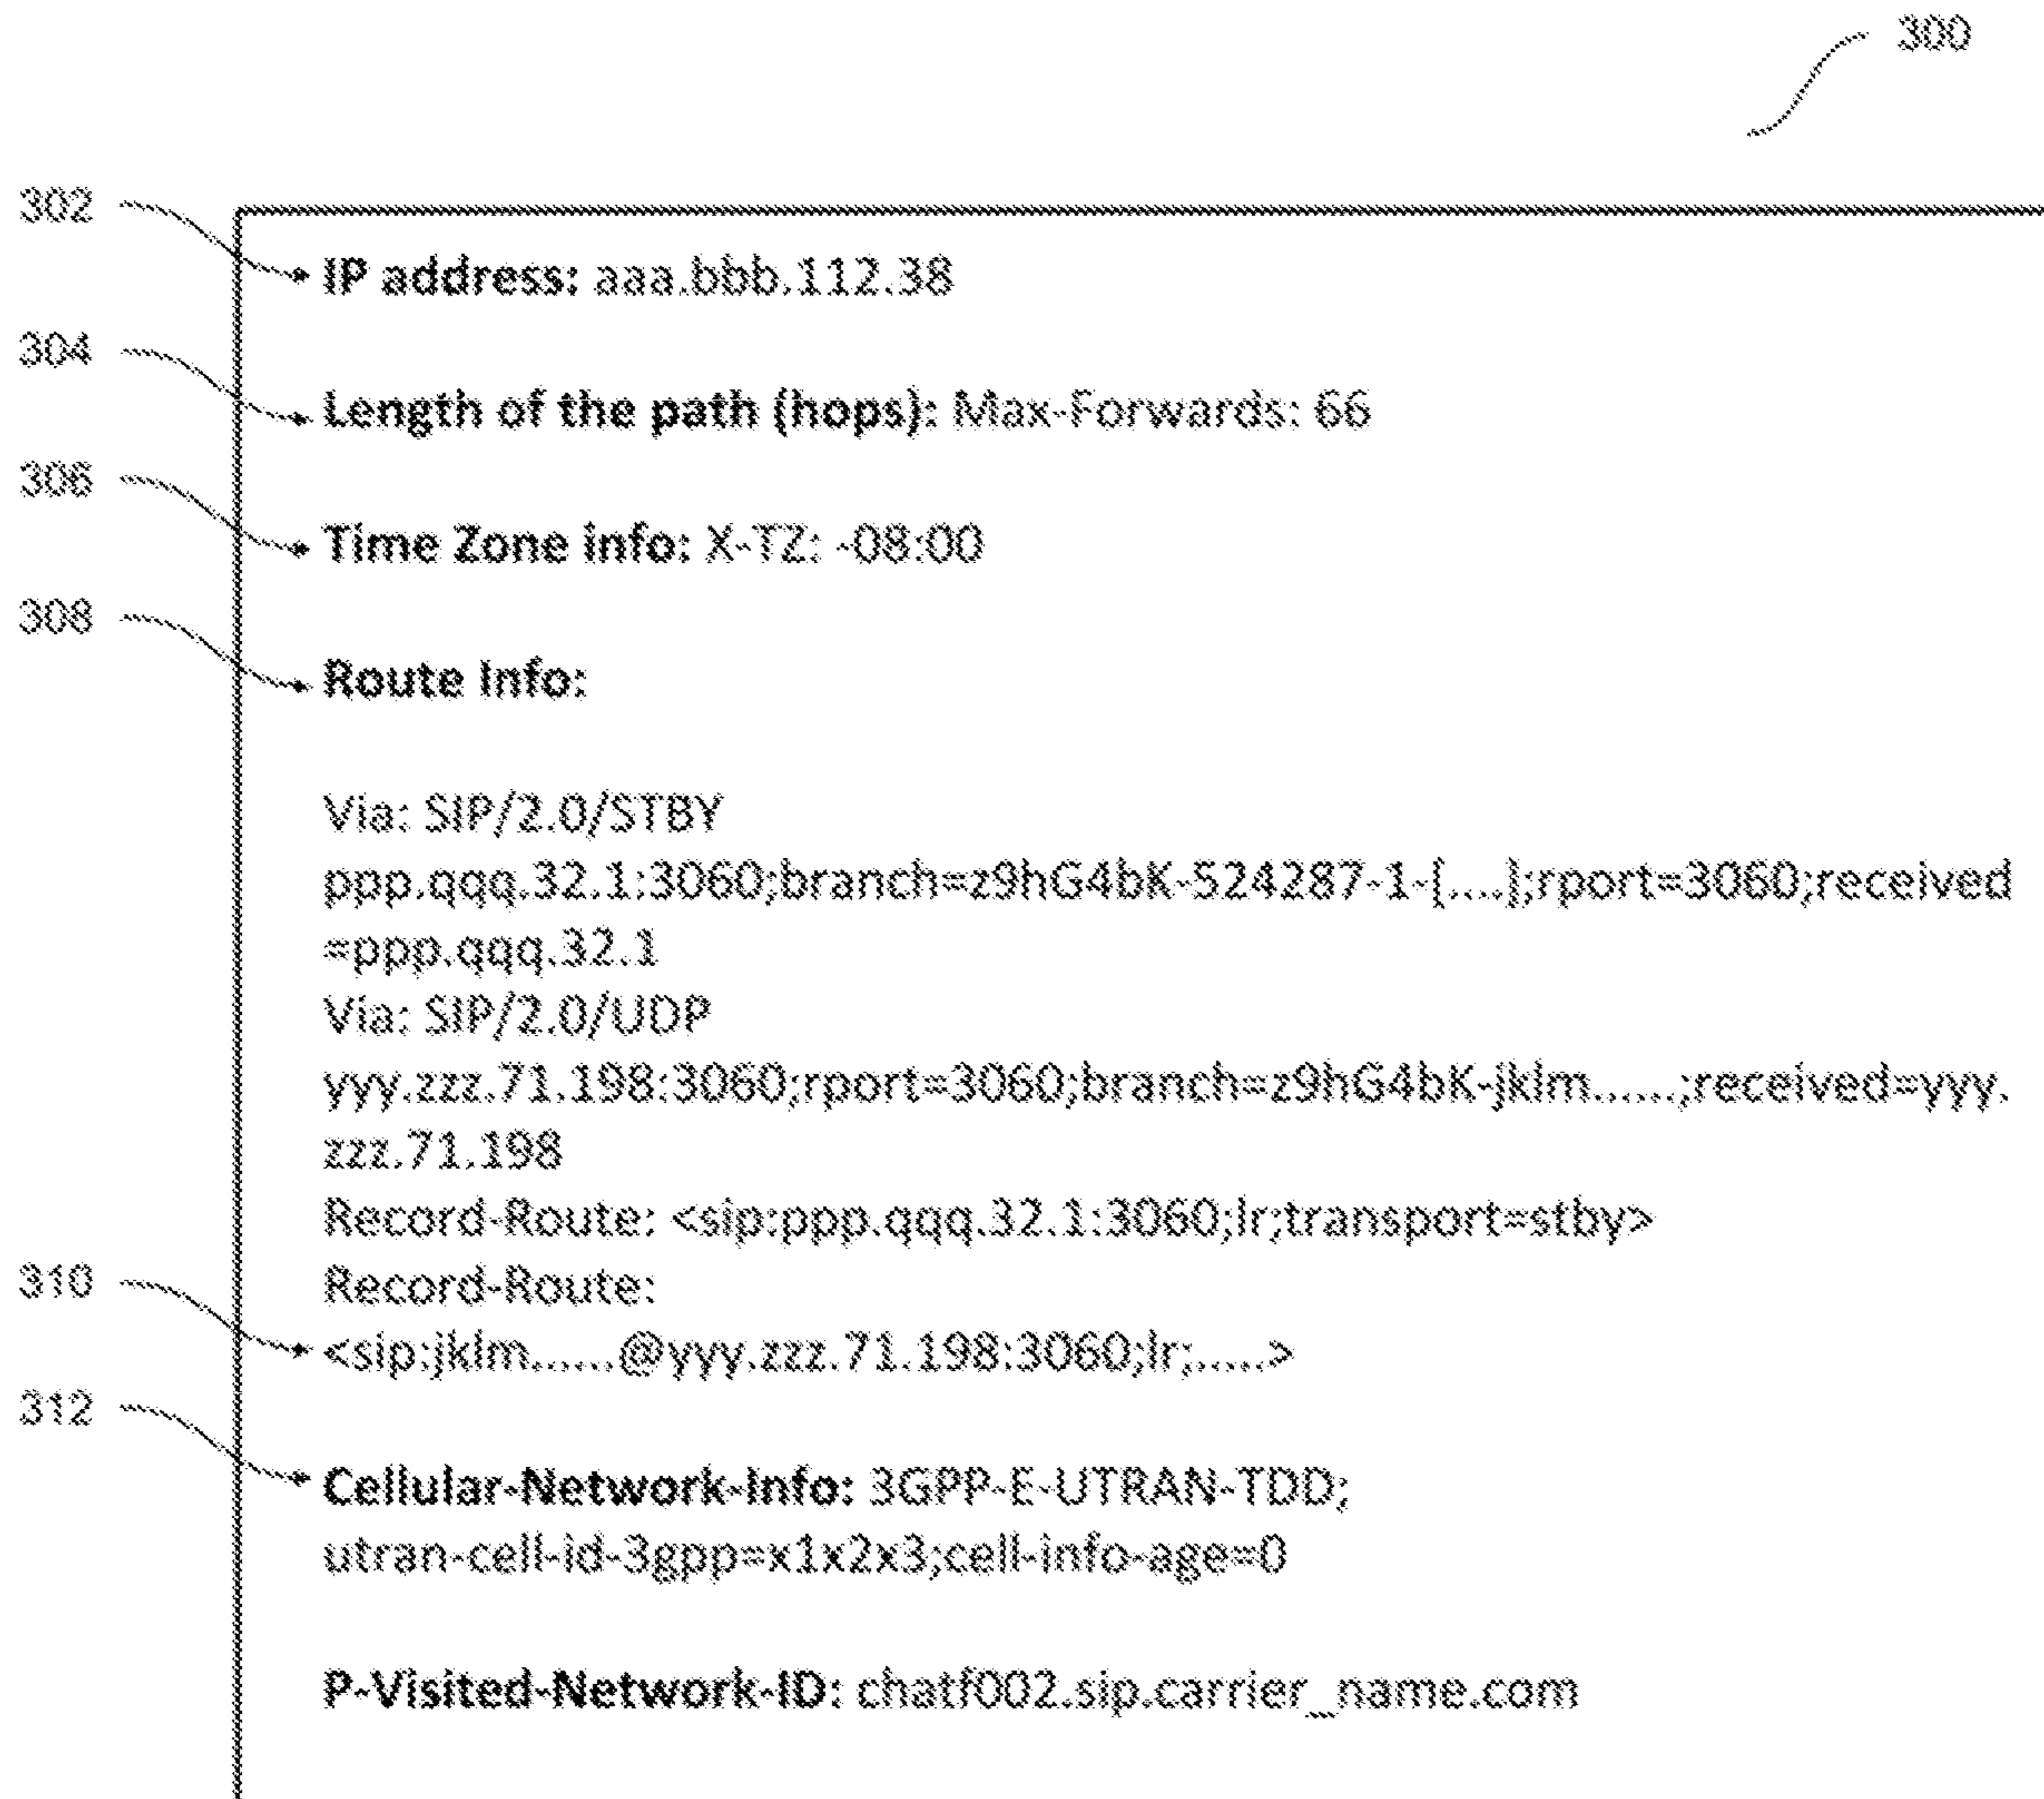 300
302
IP address: aaa.bbb.112.38
304
Length of the path (hops): Max-Forwards: 66
306
Time Zone info: X-TZ: -08:00
308
Route Info:
Via: SIP/2.0/STBY
ppp.qqq.32.1:3060;branch=z9hG4bK-524287-1-[....];rport=3060;received
=ppp.qqq.32.1
Via: SIP/2.0/UDP
yyy.zzz.71.198:3060;rport=3060;branch=z9hG4bK-jklm......;received=yyy.
zzz.71.198
Record-Route: <sip:ppp.qqq.32.1:3060;lr;transport=stby>
310
Record-Route:
<sip:jklm......@yyy.zzz.71.198:3060;lr;.....>
312
Cellular-Network-Info: 3GPP-E-UTRAN-TDD;
utran-cell-id-3gpp=x1x2x3;cell-info-age=0
P-Visited-Network-ID: chatf002.sip.carrier_name.com